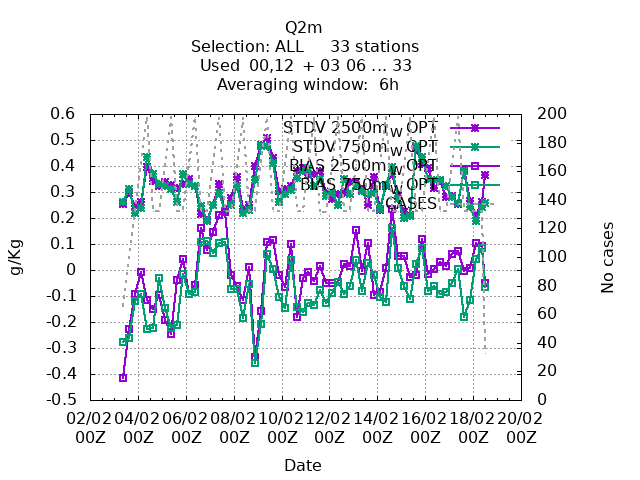 Q2m
Selection: ALL 33 stations
Used 00,12 + 03 06 ... 33
Averaging window: 6h
0.6
0.5
0.4
0.3
0.2
0.1
0
-0.1
-0.2
-0.3
-0.4
-0.5
g/Kg
200
180
160
140
120
100
80
60
40
20
0
No cases
STDV 2500m_W OPT
STDV 750m_W OPT
BIAS 2500m_W OPT
BIAS 750m_W OPT
CASES
02/02 04/02 06/02 08/02 10/02 12/02 14/02 16/02 18/02 20/02
00Z 00Z 00Z 00Z 00Z 00Z 00Z 00Z 00Z 00Z
Date